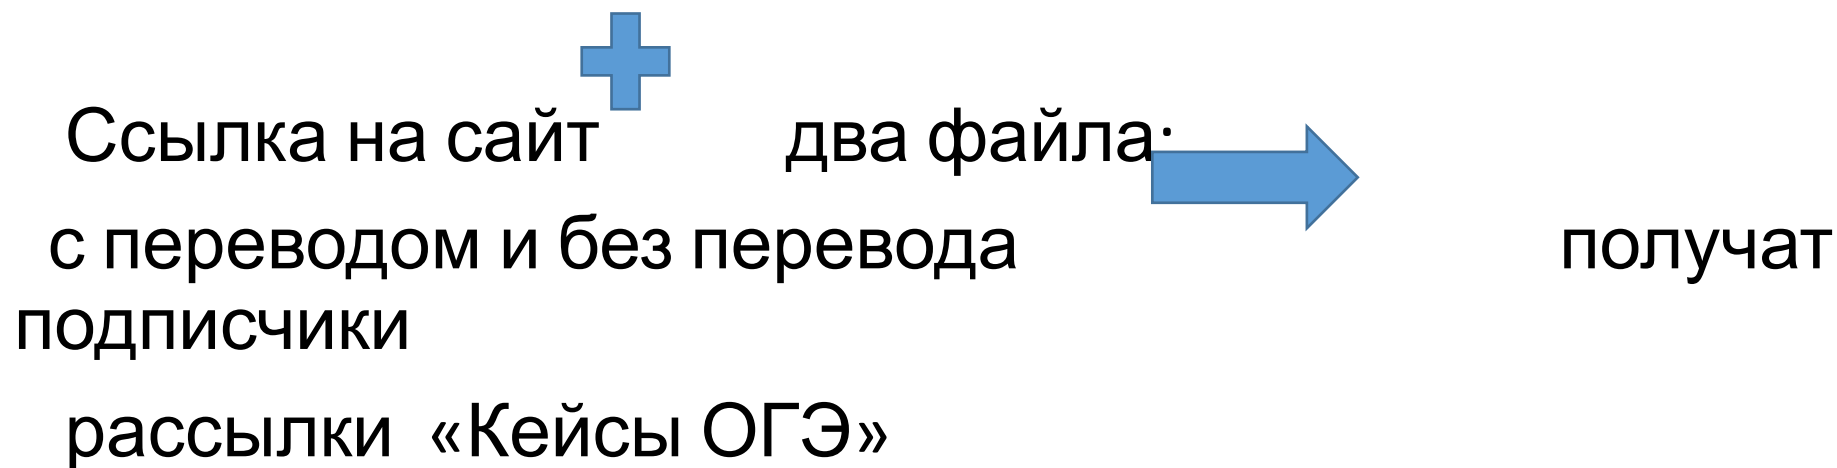 Ссылка на сайт два файла:
с переводом и без перевода получат
подписчики
рассылки «Кейсы ОГЭ»